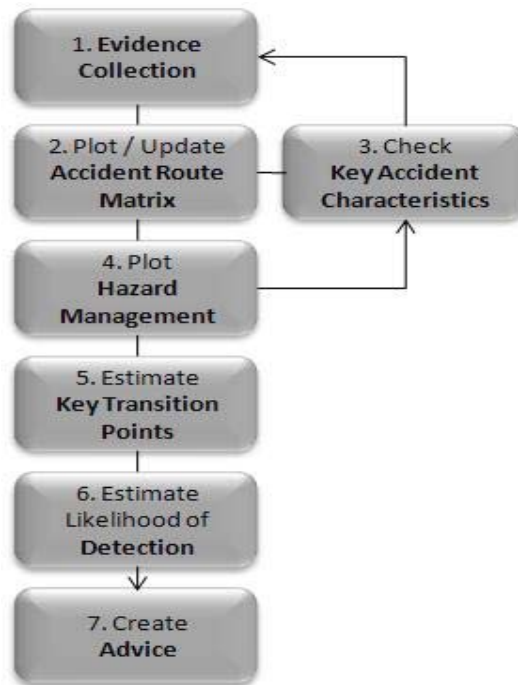 1. Evidence
Collection
2. Plot / Update
Accident Route
Matrix
3. Check
Key Accident
Characteristics
4. Plot
Hazard
Management
5. Estimate
Key Transition
Points
6. Estimate
Likelihood of
Detection
7. Create
Advice